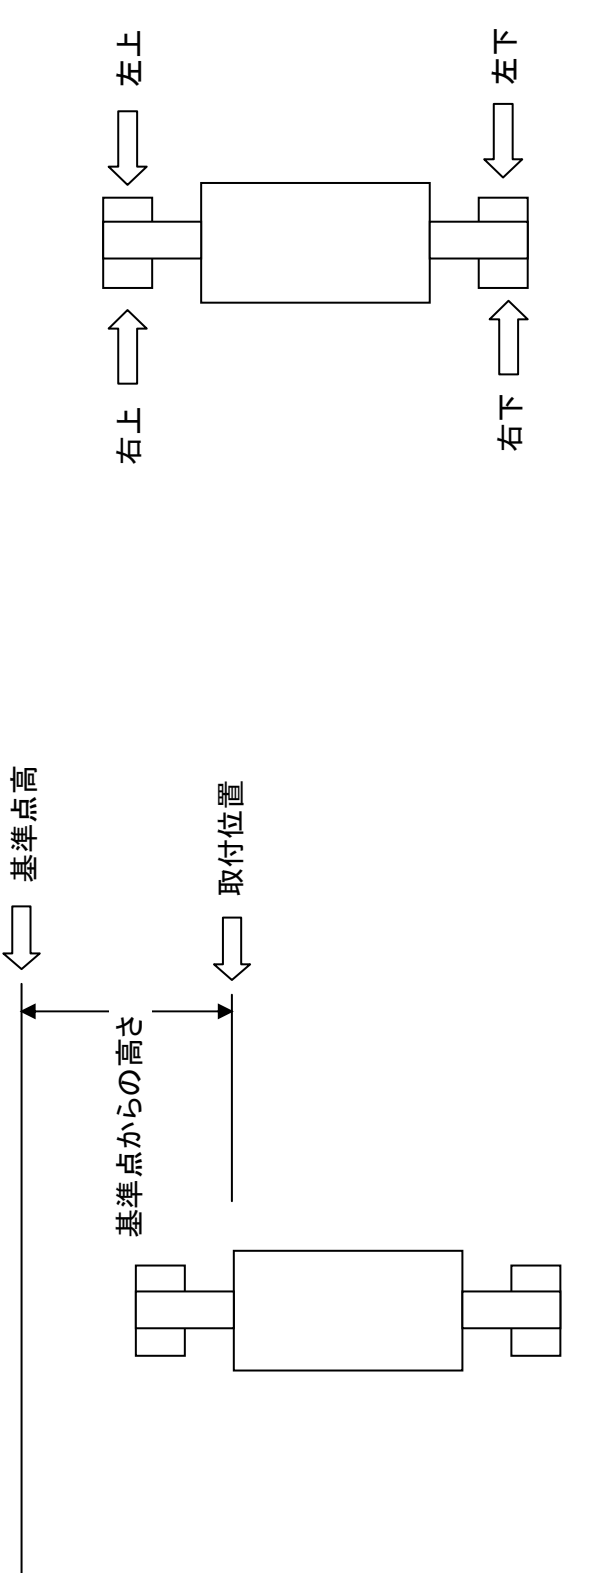 左上
左下
右上
右下
基準点高
取付位置
基準点からの高さ